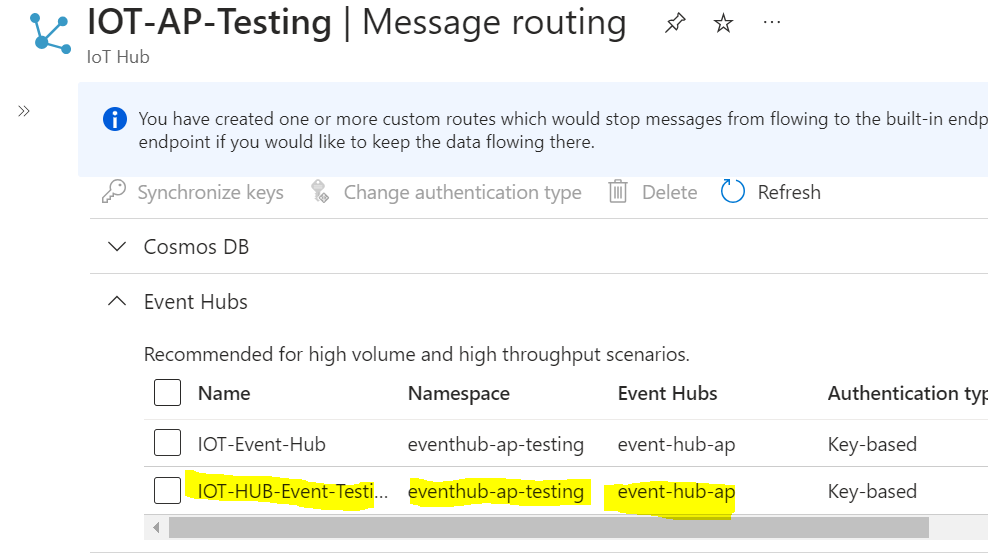 IOT-AP-Testing | Message routing
IoT Hub
You have created one or more custom routes which would stop messages from flowing to the built-in endp
endpoint if you would like to keep the data flowing there.
Synchronize keys Change authentication type Delete Refresh
Cosmos DB
Event Hubs
Recommended for high volume and high throughput scenarios.
Name Namespace Event Hubs Authentication typ
IOT-Event-Hub eventhub-ap-testing event-hub-ap Key-based
IOT-HUB-Event-Testi... eventhub-ap-testing event-hub-ap Key-based